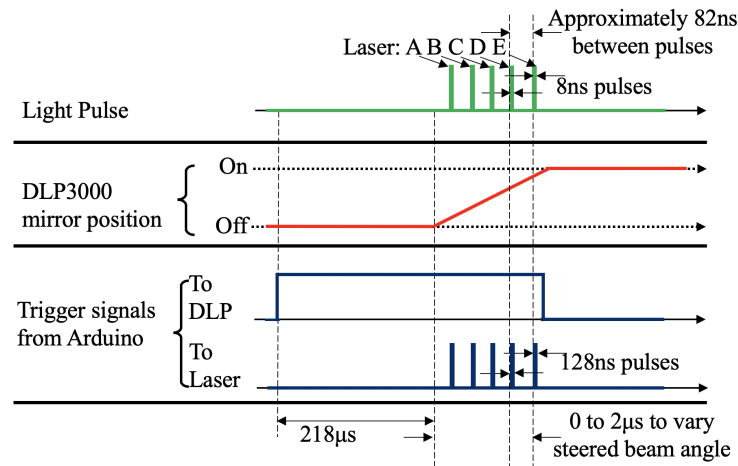 Approximately 82ns
between pulses
Laser: A B C D E
8ns pulses
Light Pulse
On
DLP3000
mirror position
Off
To
DLP
Trigger signals
from Arduino
To
Laser
128ns pulses
218μs
0 to 2μs to vary
steered beam angle